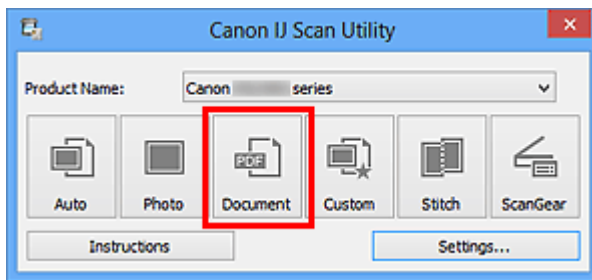 Canon IJ Scan Utility
Product Name: Canon series
PDF
Auto Photo Document Custom Stitch ScanGear
Instructions Settings...